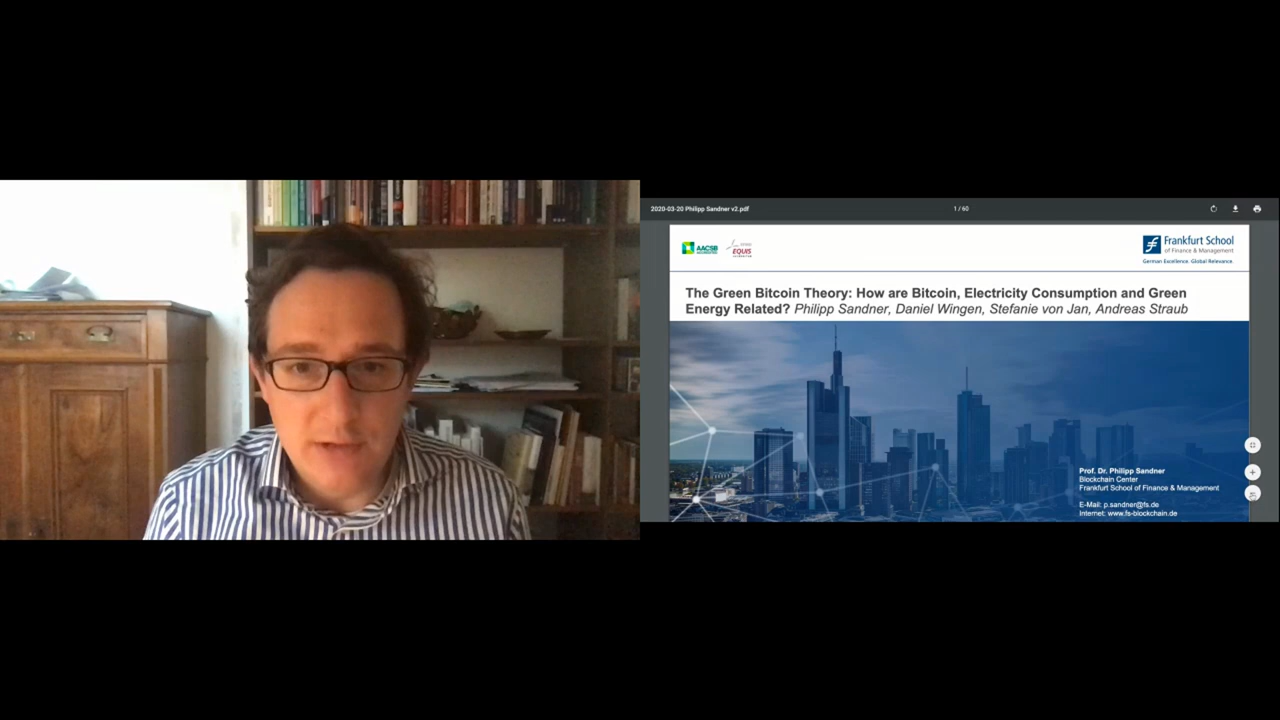 2020-03-20 Philipp Sandner v2.pdf
1 / 60
AACSB
EQUIS
Frankfurt School
of Finance & Management
German Excellence. Global Relevance.
The Green Bitcoin Theory: How are Bitcoin, Electricity Consumption and Green
Energy Related? Philipp Sandner, Daniel Wingen, Stefanie von Jan, Andreas Straub
Prof. Dr. Philipp Sandner
Blockchain Center
Frankfurt School of Finance & Management
E-Mail: p.sandner@fs.de
Internet: www.fs-blockchain.de